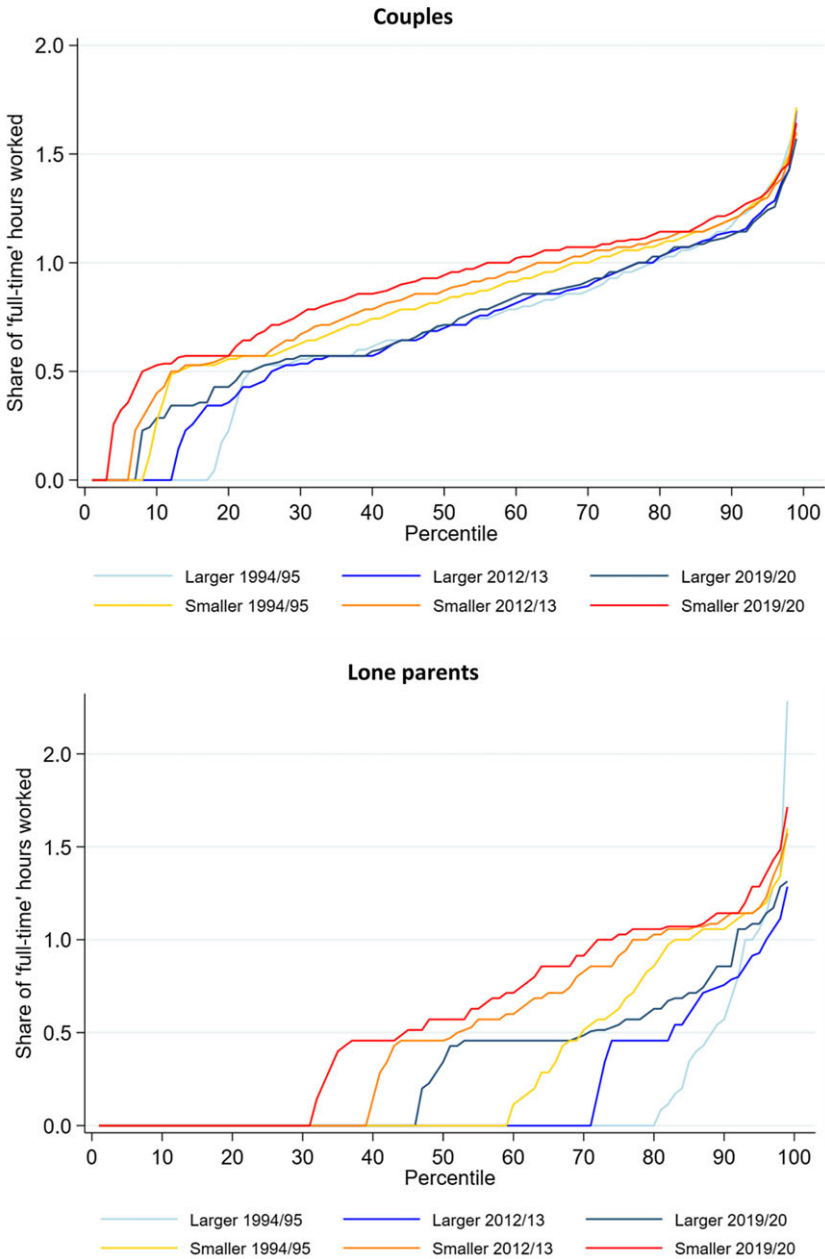 Couples
Share of 'full-time' hours worked
2.0
1.5
1.0
0.5
0.0
0 10 20 30 40 50 60 70 80 90 100
Percentile
Larger 1994/95 Larger 2012/13 Larger 2019/20
Smaller 1994/95 Smaller 2012/13 Smaller 2019/20
Lone parents
Share of 'full-time' hours worked
2.0
1.5
1.0
0.5
0.0
0 10 20 30 40 50 60 70 80 90 100
Percentile
Larger 1994/95 Larger 2012/13 Larger 2019/20
Smaller 1994/95 Smaller 2012/13 Smaller 2019/20